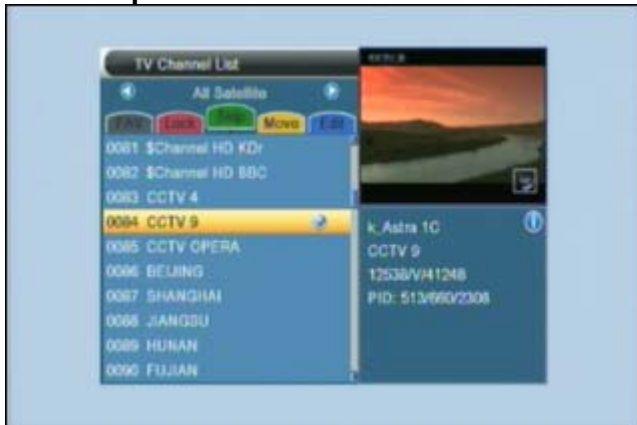 TV Channel List
All Satellite
FAV Lock Skip Move Edit
0081 $Channel HD KDr
0082 $Channel HD BBC
0083 CCTV 4
0084 CCTV 9
0085 CCTV OPERA
0086 BEIJING
0087 SHANGHAI
0088 JIANGSU
0089 HUNAN
0090 FUJIAN
k_Astra 1C
CCTV 9
12538/V/41248
PID: 513/660/2308